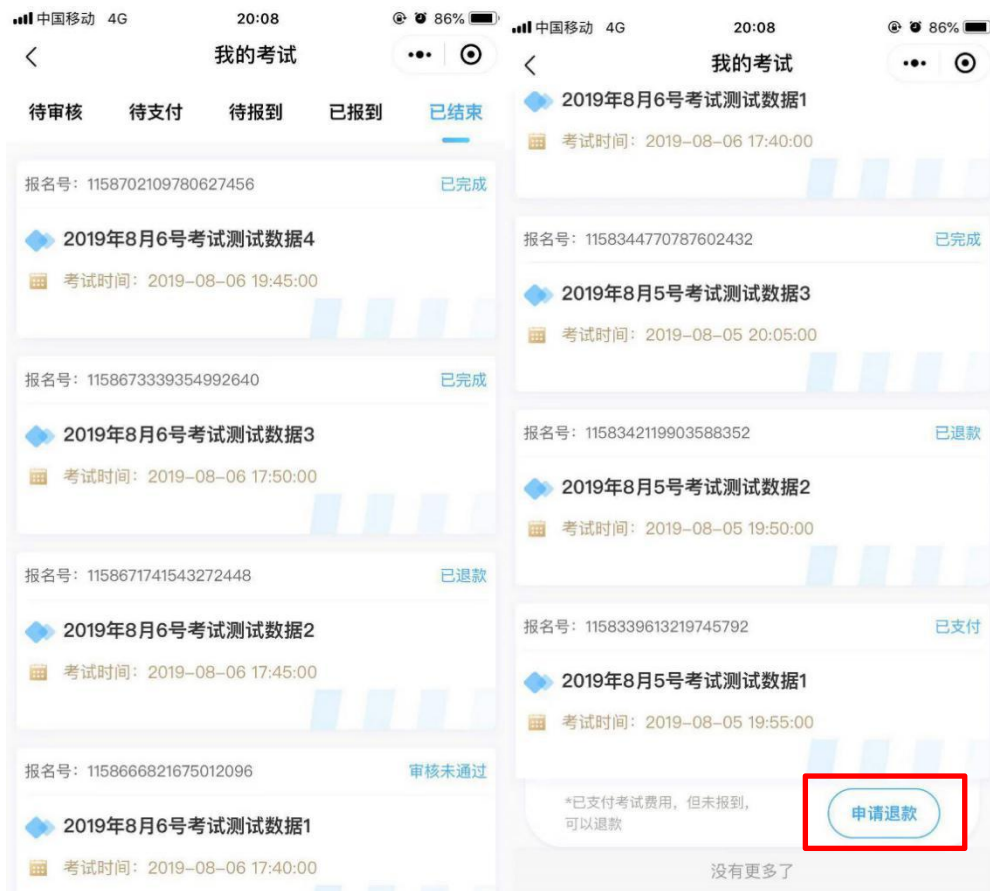 中国移动 4G 20:08 86%
我的考试
待审核 待支付 待报到 已报到 已结束
报名号：1158702109780627456 已完成
2019年8月6号考试测试数据4
考试时间：2019-08-06 19:45:00
报名号：1158673339354992640 已完成
2019年8月6号考试测试数据3
考试时间：2019-08-06 17:50:00
报名号：1158671741543272448 已退款
2019年8月6号考试测试数据2
考试时间：2019-08-06 17:45:00
报名号：1158666821675012096 审核未通过
2019年8月6号考试测试数据1
考试时间：2019-08-06 17:40:00
中国移动 4G 20:08 86%
我的考试
2019年8月6号考试测试数据1
考试时间：2019-08-06 17:40:00
报名号：1158344770787602432 已完成
2019年8月5号考试测试数据3
考试时间：2019-08-05 20:05:00
报名号：1158342119903588352 已退款
2019年8月5号考试测试数据2
考试时间：2019-08-05 19:50:00
报名号：1158339613219745792 已支付
2019年8月5号考试测试数据1
考试时间：2019-08-05 19:55:00
*已支付考试费用，但未报到，
可以退款
申请退款
没有更多了